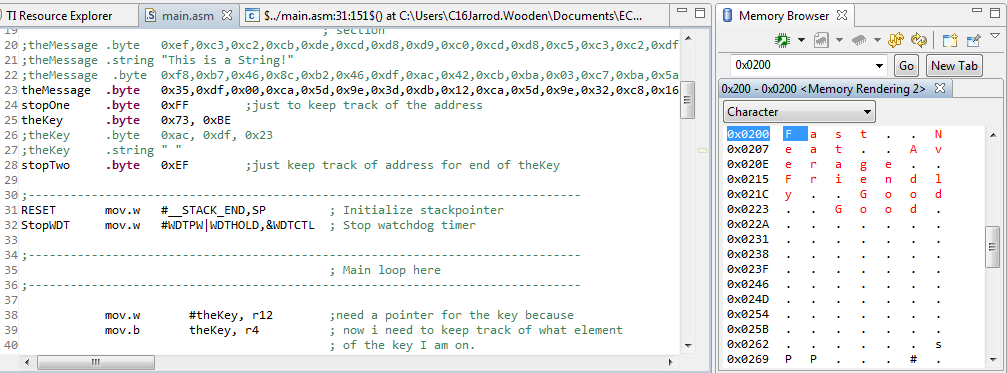 TI Resource Explorer main.asm $../main.asm:31:151$() at C:\Users\C16Jarrod.Wooden\Documents\EC...
19 ; section
20 ;theMessage .byte 0xef,0xc3,0xc2,0xcb,0xde,0xcd,0xd8,0xd9,0xc0,0xcd,0xd8,0xc5,0xc3,0xc2,0xdf
21 ;theMessage .string "This is a String!"
22 ;theMessage .byte 0xf8,0xb7,0x46,0x8c,0xb2,0x46,0xdf,0xac,0x42,0xcb,0xba,0x03,0xc7,0xba,0x5a
23 theMessage .byte 0x35,0xdf,0x00,0xca,0x5d,0x9e,0x3d,0xdb,0x12,0xca,0x5d,0x9e,0x32,0xc8,0x16
24 stopOne .byte 0xFF ;just to keep track of the address
25 theKey .byte 0x73, 0xBE
26 ;theKey .byte 0xac, 0xdf, 0x23
27 ;theKey .string " "
28 stopTwo .byte 0xEF ;just keep track of address for end of theKey
29
30 ;-------------------------------------------------------------------------------
31 RESET mov.w #__STACK_END,SP ; Initialize stackpointer
32 StopWDT mov.w #WDTPW|WDTHOLD,&WDTCTL ; Stop watchdog timer
33
34 ;-------------------------------------------------------------------------------
35 ; Main loop here
36 ;-------------------------------------------------------------------------------
37
38 mov.w #theKey, r12 ;need a pointer for the key because
39 mov.b theKey, r4 ; now i need to keep track of what element
40 ; of the key I am on.
Memory Browser
0x0200 Go New Tab
0x200 - 0x0200 <Memory Rendering 2>
Character
0x0200 F a s t . . N
0x0207 e a t . . A v
0x020E e r a g e . .
0x0215 F r i e n d l
0x021C y . . G o o d
0x0223 . . G o o d .
0x022A . . . . . . .
0x0231 . . . . . . .
0x0238 . . . . . . .
0x023F . . . . . . .
0x0246 . . . . . . .
0x024D . . . . . . .
0x0254 . . . . . . .
0x025B . . . . . . .
0x0262 . . . . . . s
0x0269 P P . . . # .